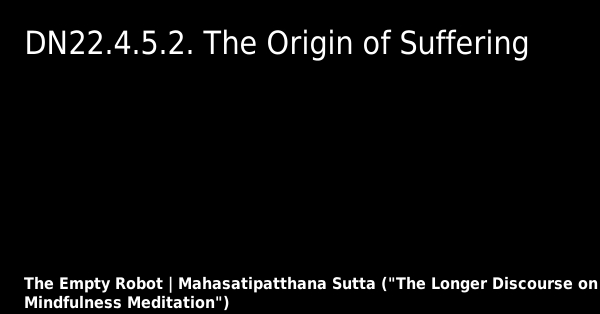 DN22.4.5.2. The Origin of Suffering
The Empty Robot | Mahasatipatthana Sutta ("The Longer Discourse on
Mindfulness Meditation")